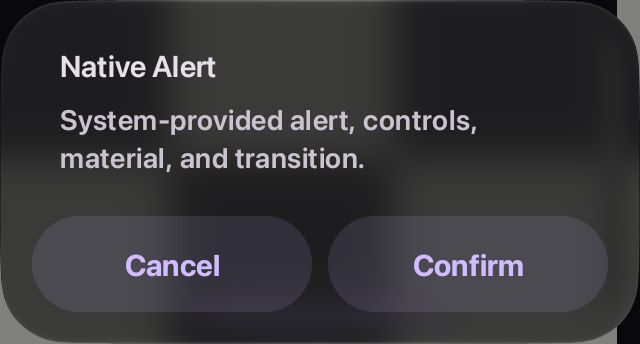 Native Alert
System-provided alert, controls,
material, and transition.
Cancel
Confirm